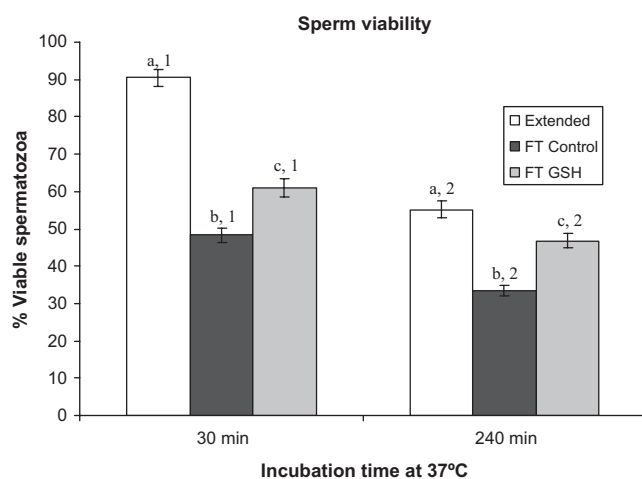 Sperm viability
% Viable spermatozoa
100
90
80
70
60
50
40
30
20
10
0
a, 1
b, 1
c, 1
a, 2
b, 2
c, 2
Extended
FT Control
FT GSH
30 min
240 min
Incubation time at 37ºC